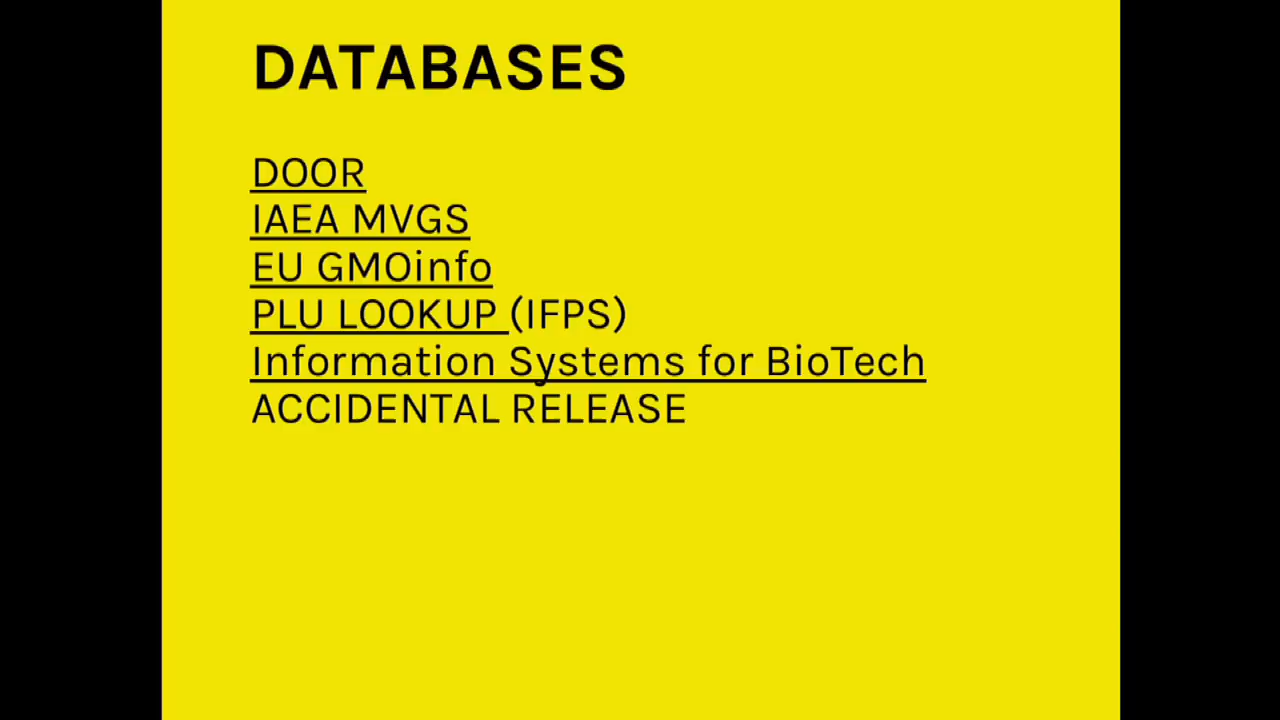 DATABASES
DOOR
IAEA MVGS
EU GMOinfo
PLU LOOKUP (IFPS)
Information Systems for BioTech
ACCIDENTAL RELEASE